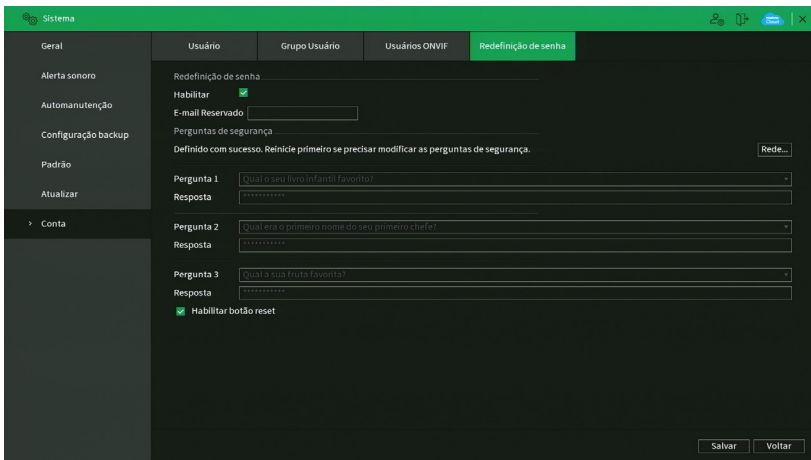 Sistema
Geral
Alerta sonoro
Automanutenção
Configuração backup
Padrão
Atualizar
> Conta
Usuário
Grupo Usuário
Usuários ONVIF
Redefinição de senha
Redefinição de senha
Habilitar
E-mail Reservado
Perguntas de segurança
Definido com sucesso. Reinicie primeiro se precisar modificar as perguntas de segurança.
Rede...
Pergunta 1 Qual o seu livro infantil favorito?
Resposta ***********
Pergunta 2 Qual era o primeiro nome do seu primeiro chefe?
Resposta ***********
Pergunta 3 Qual a sua fruta favorita?
Resposta ***********
Habilitar botão reset
Salvar
Voltar